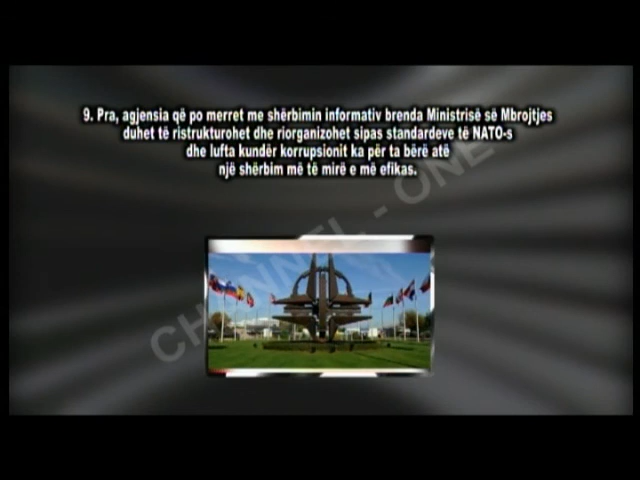 9. Pra, agjensia që po merret me shërbimin informativ brenda Ministrisë së Mbrojtjes
duhet të ristrukturohet dhe riorganizohet sipas standardeve të NATO-s
dhe lufta kundër korrupsionit ka për ta bërë atë
një shërbim më të mirë e më efikas.
CHANNEL - ONE